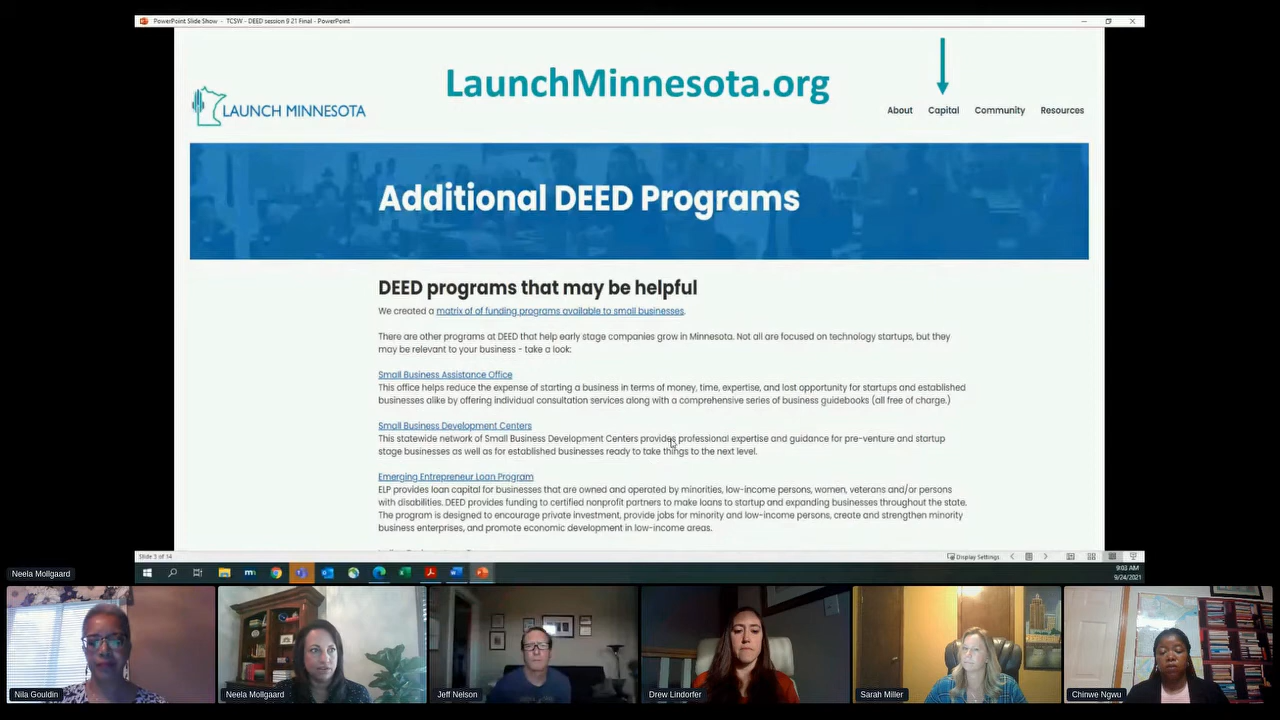 PowerPoint Slide Show - TCSW - DEED session 9 21 Final - PowerPoint
LaunchMinnesota.org
LAUNCH MINNESOTA
About Capital Community Resources
Additional DEED Programs
DEED programs that may be helpful
We created a matrix of of funding programs available to small businesses.
There are other programs at DEED that help early stage companies grow in Minnesota. Not all are focused on technology startups, but they
may be relevant to your business - take a look:
Small Business Assistance Office
This office helps reduce the expense of starting a business in terms of money, time, expertise, and lost opportunity for startups and established
businesses alike by offering individual consultation services along with a comprehensive series of business guidebooks (all free of charge.)
Small Business Development Centers
This statewide network of Small Business Development Centers provides professional expertise and guidance for pre-venture and startup
stage businesses as well as for established businesses ready to take things to the next level.
Emerging Entrepreneur Loan Program
ELP provides loan capital for businesses that are owned and operated by minorities, low-income persons, women, veterans and/or persons
with disabilities. DEED provides funding to certified nonprofit partners to make loans to startup and expanding businesses throughout the state.
The program is designed to encourage private investment, provide jobs for minority and low-income persons, create and strengthen minority
business enterprises, and promote economic development in low-income areas.
Slide 3 of 14
Display Settings
9:03 AM
9/24/2021
Neela Mollgaard
Nila Gouldin
Neela Mollgaard
Jeff Nelson
Drew Lindorfer
Sarah Miller
Chinwe Ngwu